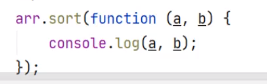 arr.sort(function (a, b) {
    console.log(a, b);
});